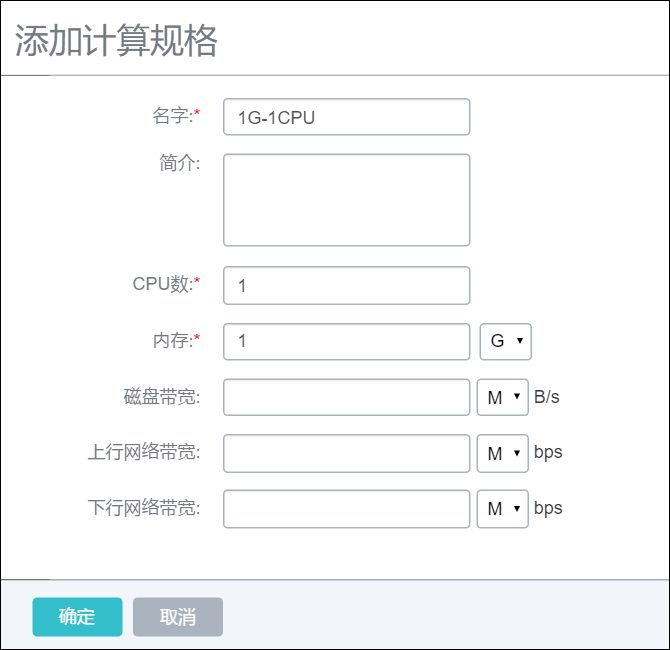 添加计算规格
名字:* 1G-1CPU
简介:
CPU数:* 1
内存:* 1 G
磁盘带宽: M B/s
上行网络带宽: M bps
下行网络带宽: M bps
确定 取消